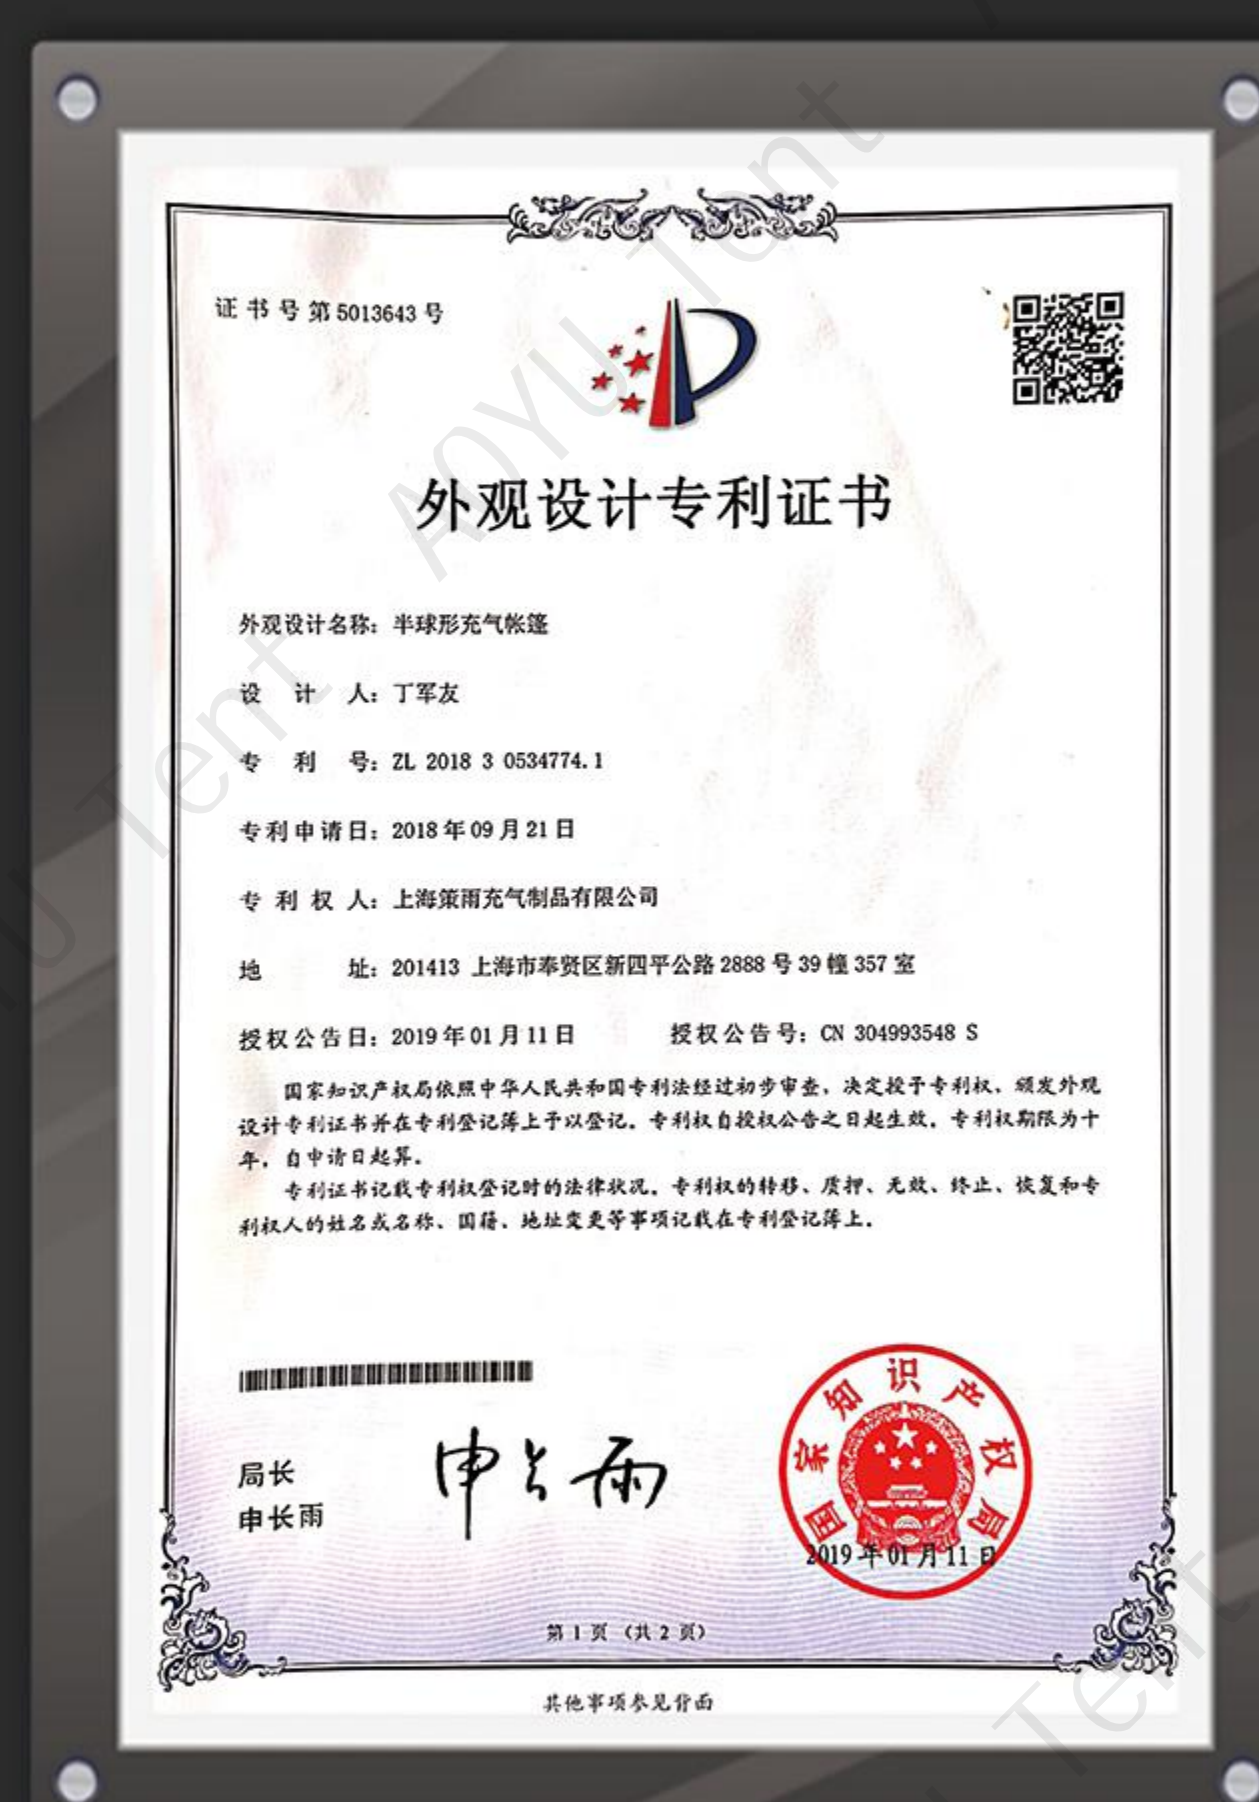 证书号第5013643号
外观设计专利证书
外观设计名称：半球形充气帐篷
设计人：丁军友
专利号：ZL 2018 3 0534774.1
专利申请日：2018年09月21日
专利权人：上海策雨充气制品有限公司
地址：201413 上海市奉贤区新四平公路2888号39幢357室
授权公告日：2019年01月11日 授权公告号：CN 304993548 S
国家知识产权局依照中华人民共和国专利法经过初步审查，决定授予专利权，颁发外观
设计专利证书并在专利登记簿上予以登记。专利权自授权公告之日起生效。专利权期限为十
年，自申请日起算。
专利证书记载专利权登记时的法律状况。专利权的转移、质押、无效、终止、恢复和专
利权人的姓名或名称、国籍、地址变更等事项记载在专利登记簿上。
局长
申长雨
申长雨
国家知识产权局
2019年01月11日
第1页（共2页）
其他事项参见背面
AOYU Tent
U Tent
Tent